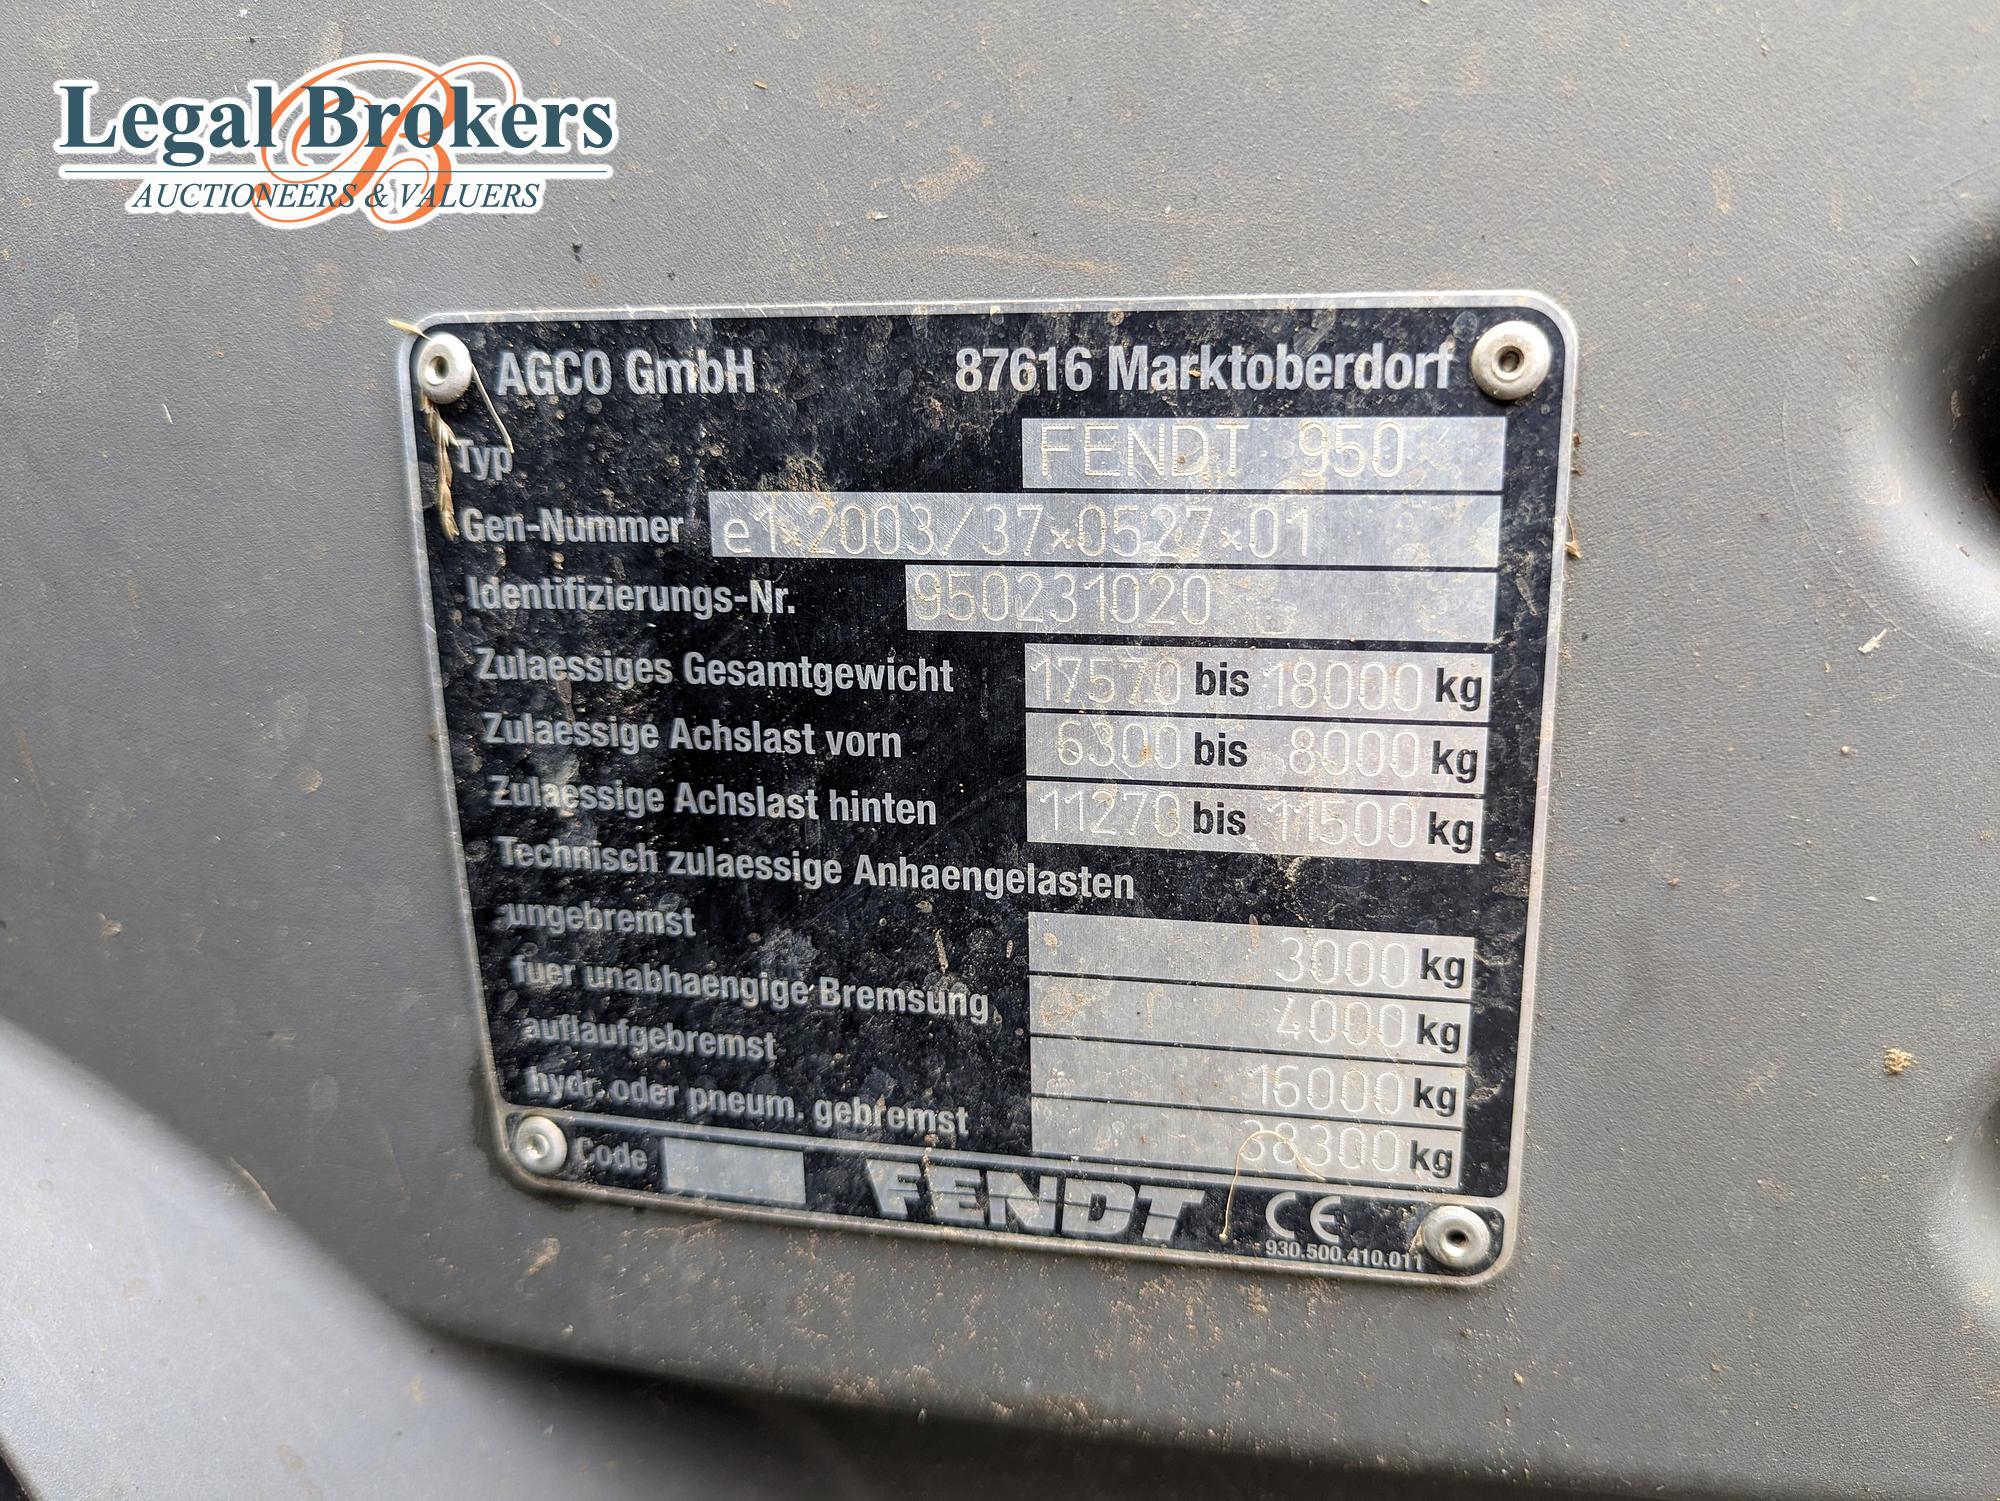 Legal Brokers
AUCTIONEERS & VALUERS
AGCO GmbH 87616 Marktoberdorf
Typ FENDT 950
Gen-Nummer e1×2003/37×0527×01
Identifizierungs-Nr. 950231020
Zulaessiges Gesamtgewicht 17570 bis 18000 kg
Zulaessige Achslast vorn 6300 bis 8000 kg
Zulaessige Achslast hinten 11270 bis 11500 kg
Technisch zulaessige Anhaengelasten
ungebremst 3000 kg
fuer unabhaengige Bremsung 4000 kg
auflaufgebremst 16000 kg
hydr. oder pneum. gebremst 38300 kg
Code FENDT CE
930.500.410.011